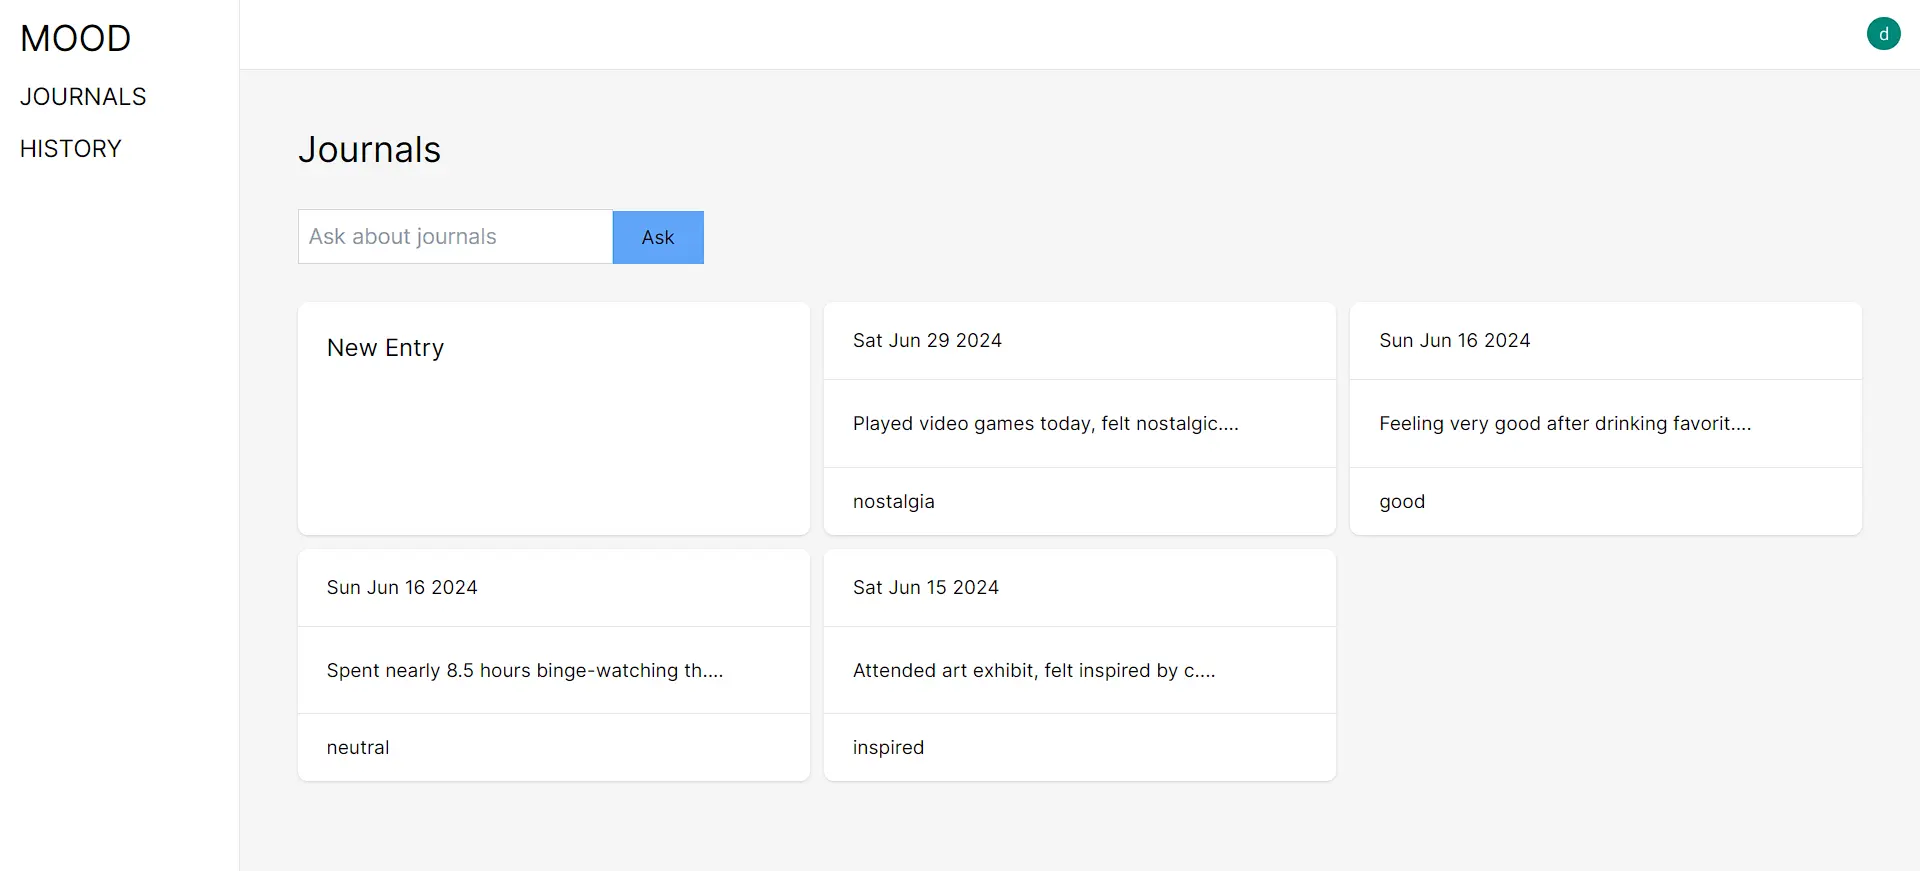 MOOD
JOURNALS
HISTORY
d
Journals
Ask about journals
Ask
New Entry
Sat Jun 29 2024
Played video games today, felt nostalgic....
nostalgia
Sun Jun 16 2024
Feeling very good after drinking favorit....
good
Sun Jun 16 2024
Spent nearly 8.5 hours binge-watching th....
neutral
Sat Jun 15 2024
Attended art exhibit, felt inspired by c....
inspired